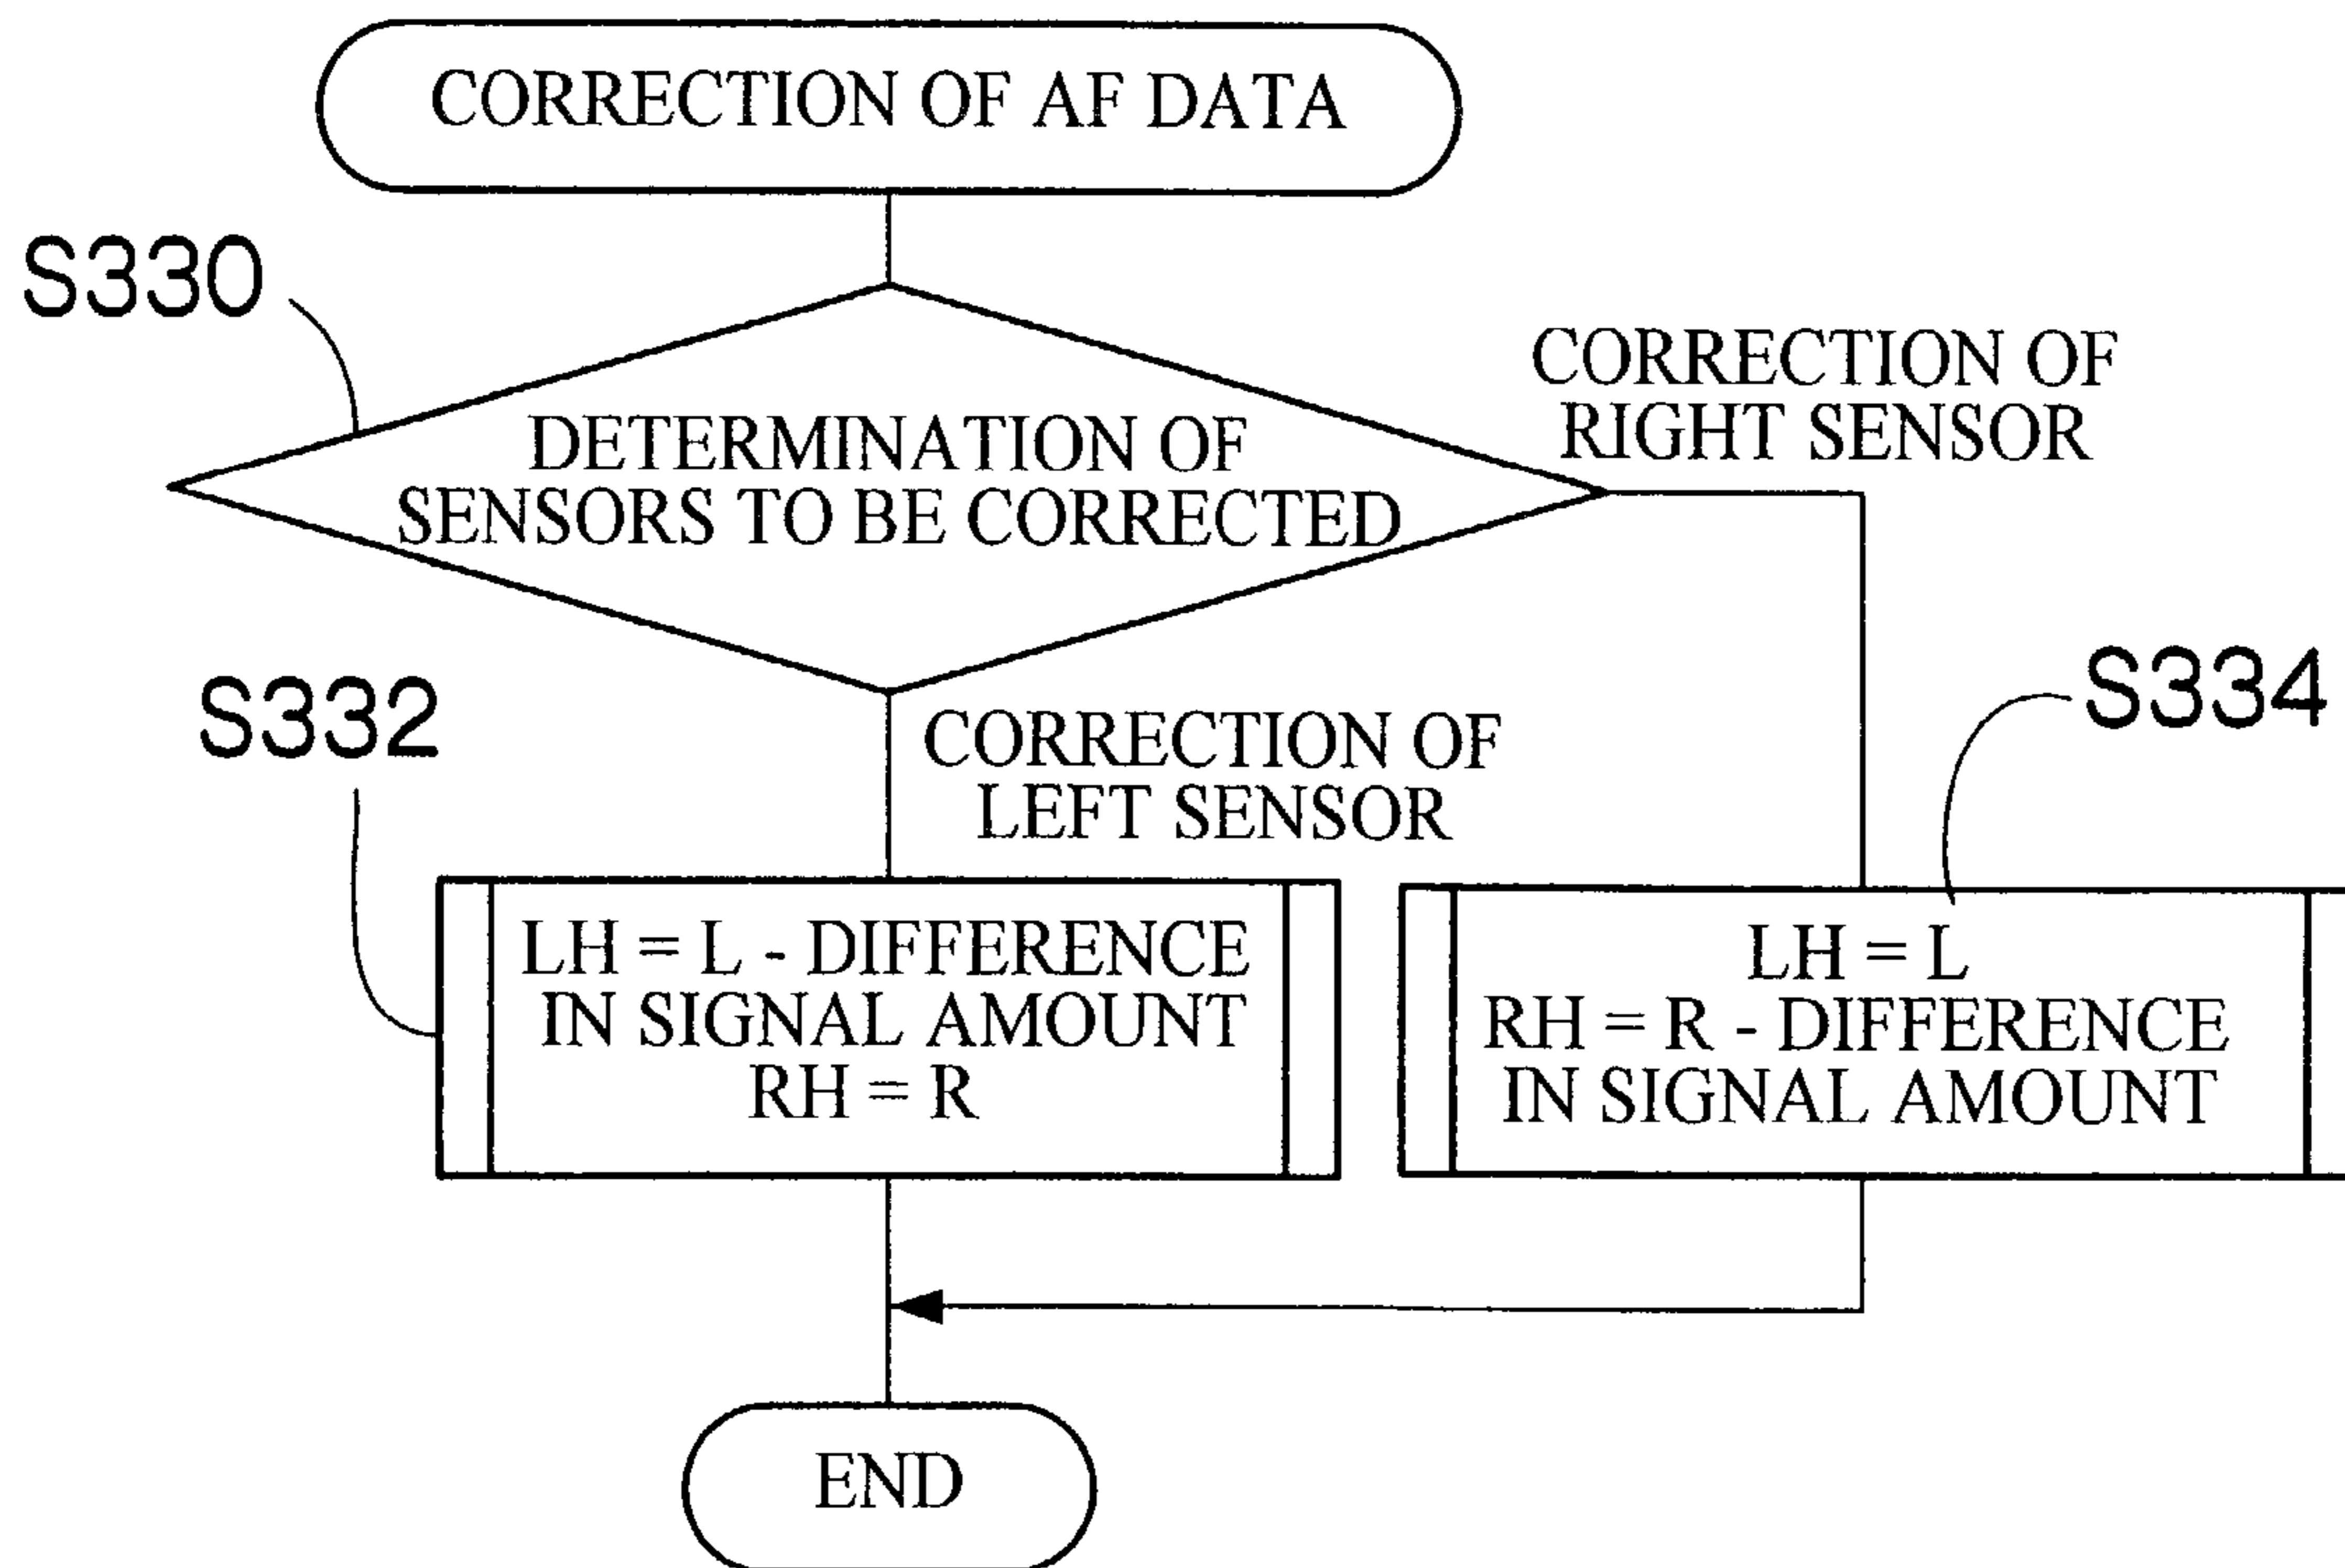 CORRECTION OF AF DATA
S330
DETERMINATION OF
SENSORS TO BE CORRECTED
CORRECTION OF
RIGHT SENSOR
S332
CORRECTION OF
LEFT SENSOR
S334
LH = L - DIFFERENCE
IN SIGNAL AMOUNT
RH = R
LH = L
RH = R - DIFFERENCE
IN SIGNAL AMOUNT
END